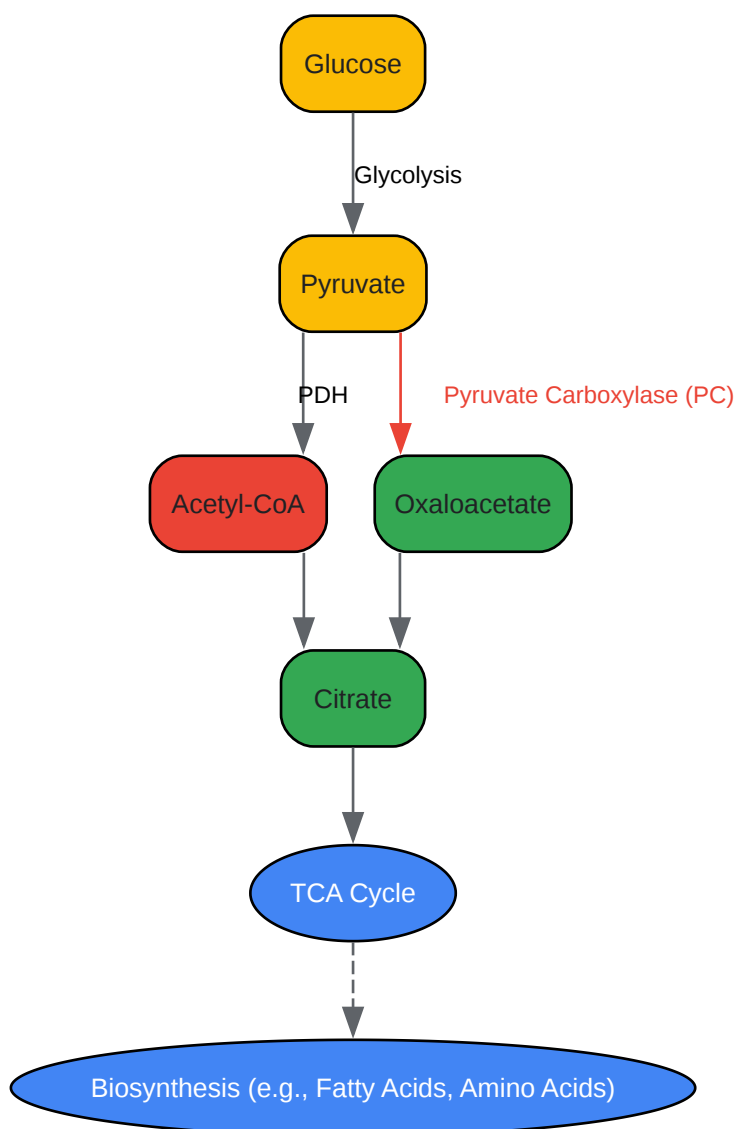 Glucose
Glycolysis
Pyruvate
PDH
Pyruvate Carboxylase (PC)
Acetyl-CoA
Oxaloacetate
Citrate
TCA Cycle
Biosynthesis (e.g., Fatty Acids, Amino Acids)